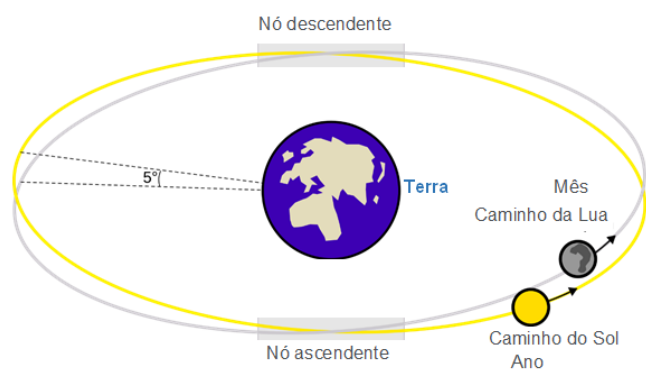 Nó descendente
5°
Terra
Mês
Caminho da Lua
Caminho do Sol
Ano
Nó ascendente